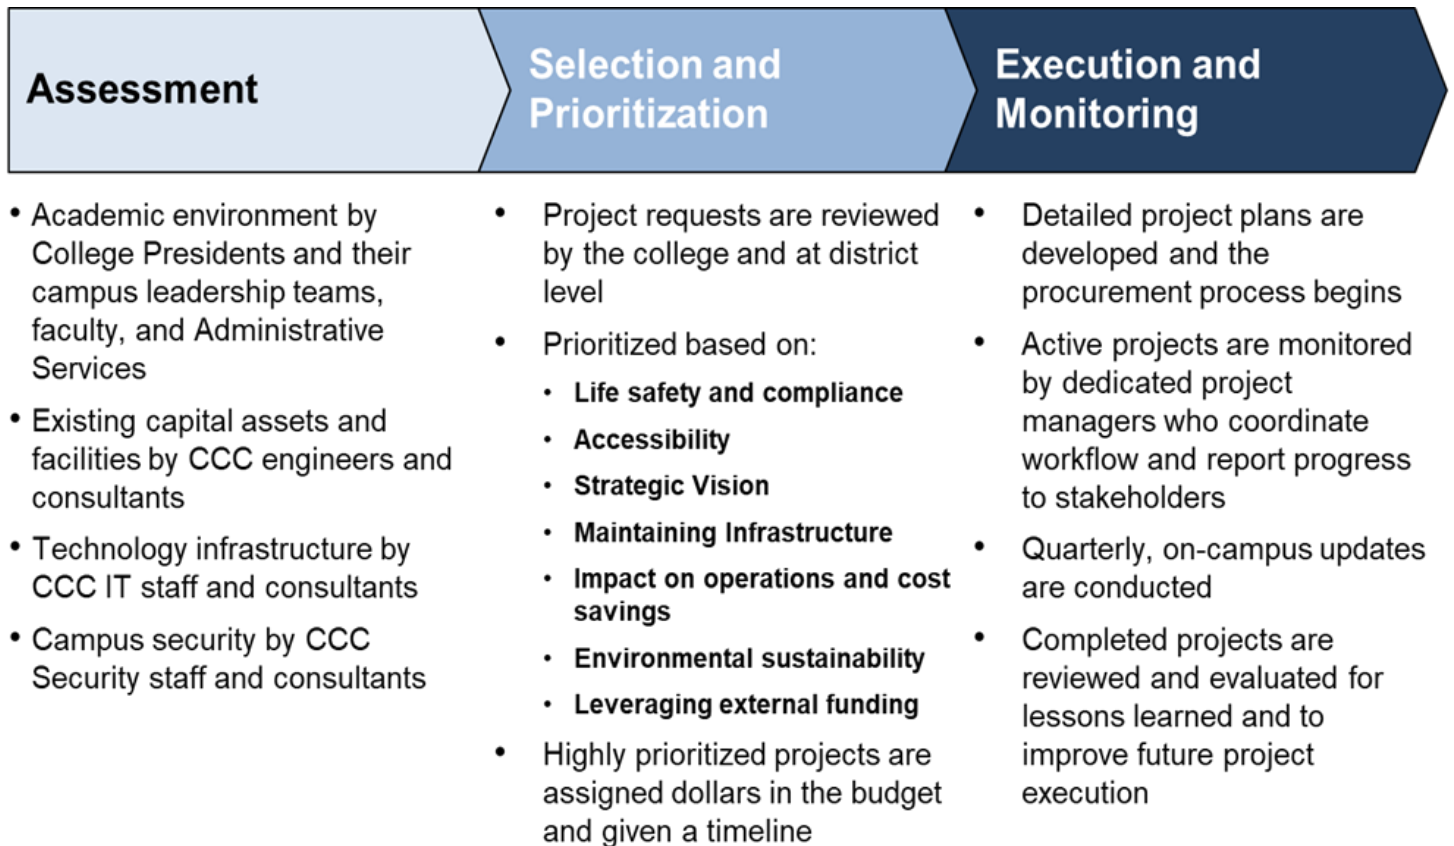 Assessment
Selection and
Prioritization
Execution and
Monitoring
• Academic environment by
College Presidents and their
campus leadership teams,
faculty, and Administrative
Services
• Existing capital assets and
facilities by CCC engineers and
consultants
• Technology infrastructure by
CCC IT staff and consultants
• Campus security by CCC
Security staff and consultants
• Project requests are reviewed
by the college and at district
level
• Prioritized based on:
• Life safety and compliance
• Accessibility
• Strategic Vision
• Maintaining Infrastructure
• Impact on operations and cost
savings
• Environmental sustainability
• Leveraging external funding
• Highly prioritized projects are
assigned dollars in the budget
and given a timeline
• Detailed project plans are
developed and the
procurement process begins
• Active projects are monitored
by dedicated project
managers who coordinate
workflow and report progress
to stakeholders
• Quarterly, on-campus updates
are conducted
• Completed projects are
reviewed and evaluated for
lessons learned and to
improve future project
execution